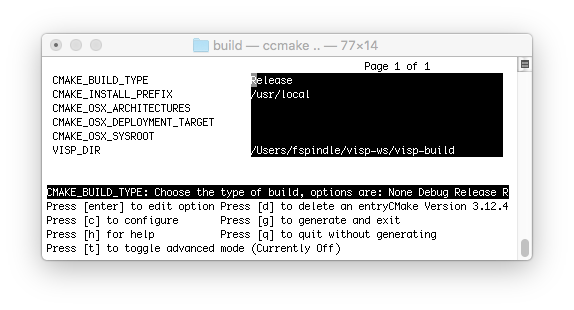 build — ccmake .. — 77×14
Page 1 of 1
CMAKE_BUILD_TYPE Release
CMAKE_INSTALL_PREFIX /usr/local
CMAKE_OSX_ARCHITECTURES
CMAKE_OSX_DEPLOYMENT_TARGET
CMAKE_OSX_SYSROOT
VISP_DIR /Users/fspindle/visp-ws/visp-build
CMAKE_BUILD_TYPE: Choose the type of build, options are: None Debug Release R
Press [enter] to edit option Press [d] to delete an entryCMake Version 3.12.4
Press [c] to configure Press [g] to generate and exit
Press [h] for help Press [q] to quit without generating
Press [t] to toggle advanced mode (Currently Off)